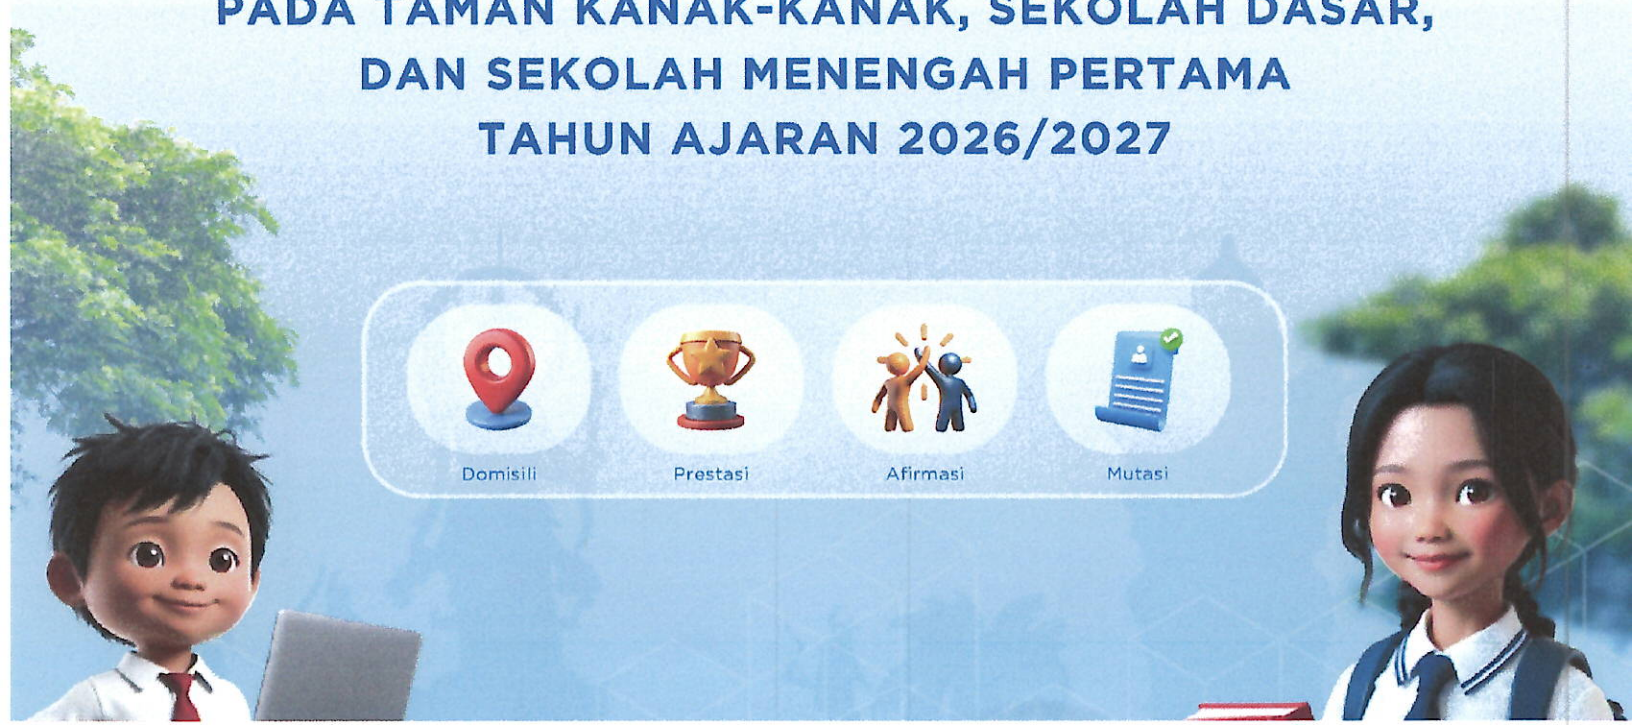 PADA TAMAN KANAK-KANAK, SEKOLAH DASAR,
DAN SEKOLAH MENENGAH PERTAMA
TAHUN AJARAN 2026/2027
Domisili
Prestasi
Afirmasi
Mutasi